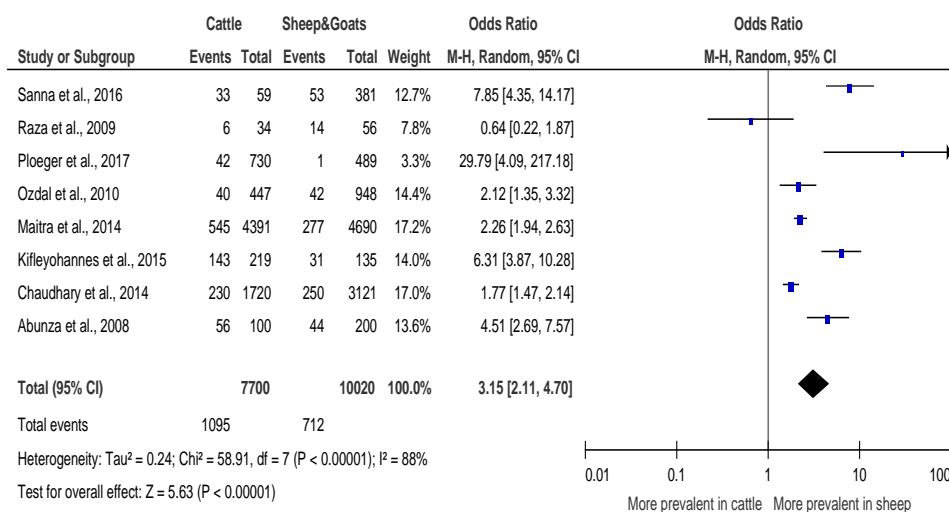 Cattle Sheep&Goats Odds Ratio Odds Ratio
Study or Subgroup Events Total Events Total Weight M-H, Random, 95% CI M-H, Random, 95% CI
Sanna et al., 2016 33 59 53 381 12.7% 7.85 [4.35, 14.17]
Raza et al., 2009 6 34 14 56 7.8% 0.64 [0.22, 1.87]
Ploeger et al., 2017 42 730 1 489 3.3% 29.79 [4.09, 217.18]
Ozdal et al., 2010 40 447 42 948 14.4% 2.12 [1.35, 3.32]
Maitra et al., 2014 545 4391 277 4690 17.2% 2.26 [1.94, 2.63]
Kifleyohannes et al., 2015 143 219 31 135 14.0% 6.31 [3.87, 10.28]
Chaudhary et al., 2014 230 1720 250 3121 17.0% 1.77 [1.47, 2.14]
Abunza et al., 2008 56 100 44 200 13.6% 4.51 [2.69, 7.57]
Total (95% CI) 7700 10020 100.0% 3.15 [2.11, 4.70]
Total events 1095 712
Heterogeneity: Tau² = 0.24; Chi² = 58.91, df = 7 (P < 0.00001); I² = 88%
Test for overall effect: Z = 5.63 (P < 0.00001)
0.01 0.1 1 10 100
More prevalent in cattle More prevalent in sheep